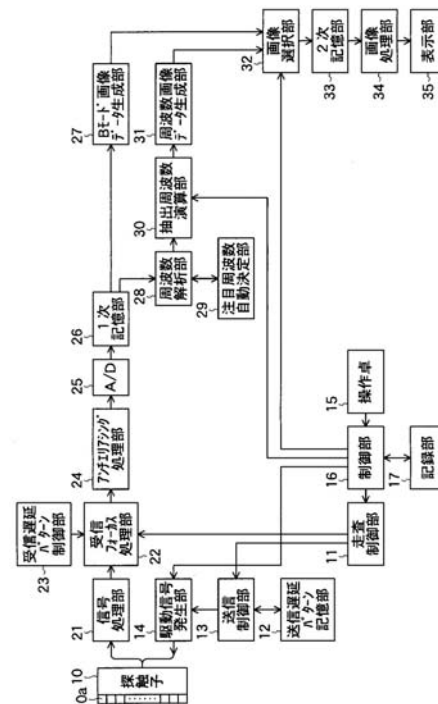 0a
10
探触子
21
信号
処理部
14
駆動信号
発生部
13
送信
制御部
12
送信遅延
パターン
記憶部
23
受信遅延
パターン
制御部
22
受信
フォーカス
処理部
11
走査
制御部
24
アンチエリアシング
処理部
16
制御部
17
記録部
15
操作卓
25
A/D
26
1次
記憶部
28
周波数
解析部
29
注目周波数
自動決定部
30
抽出周波数
演算部
27
Bモード画像
データ生成部
31
周波数画像
データ生成部
32
画像
選択部
33
2次
記憶部
34
画像
処理部
35
表示部